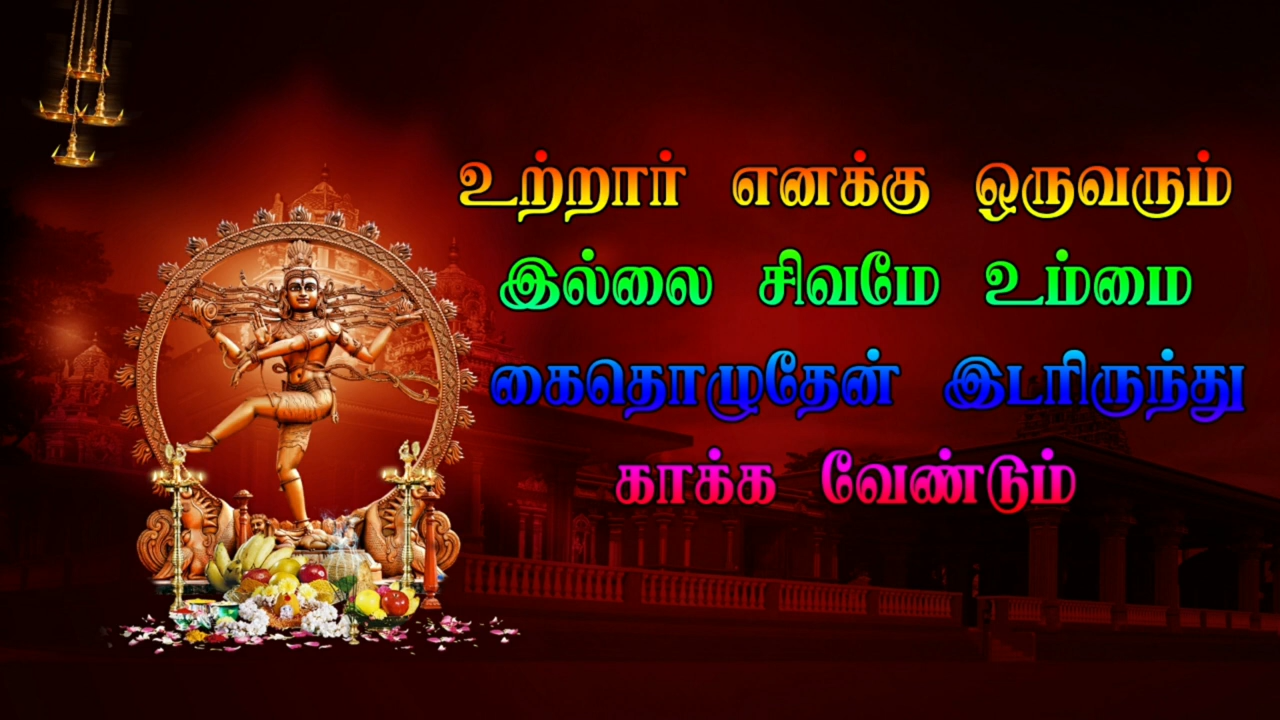 உற்றார் எனக்கு ஒருவரும்
இல்லை சிவமே உம்மை
கைதொழுதேன் இடரிருந்து
காக்க வேண்டும்